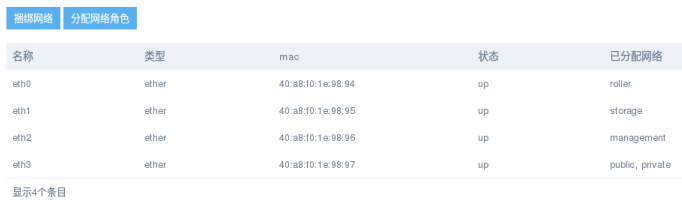 捆绑网络 分配网络角色
名称 类型 mac 状态 已分配网络
eth0 ether 40:a8:f0:1e:98:94 up roller
eth1 ether 40:a8:f0:1e:98:95 up storage
eth2 ether 40:a8:f0:1e:98:96 up management
eth3 ether 40:a8:f0:1e:98:97 up public, private
显示4个条目